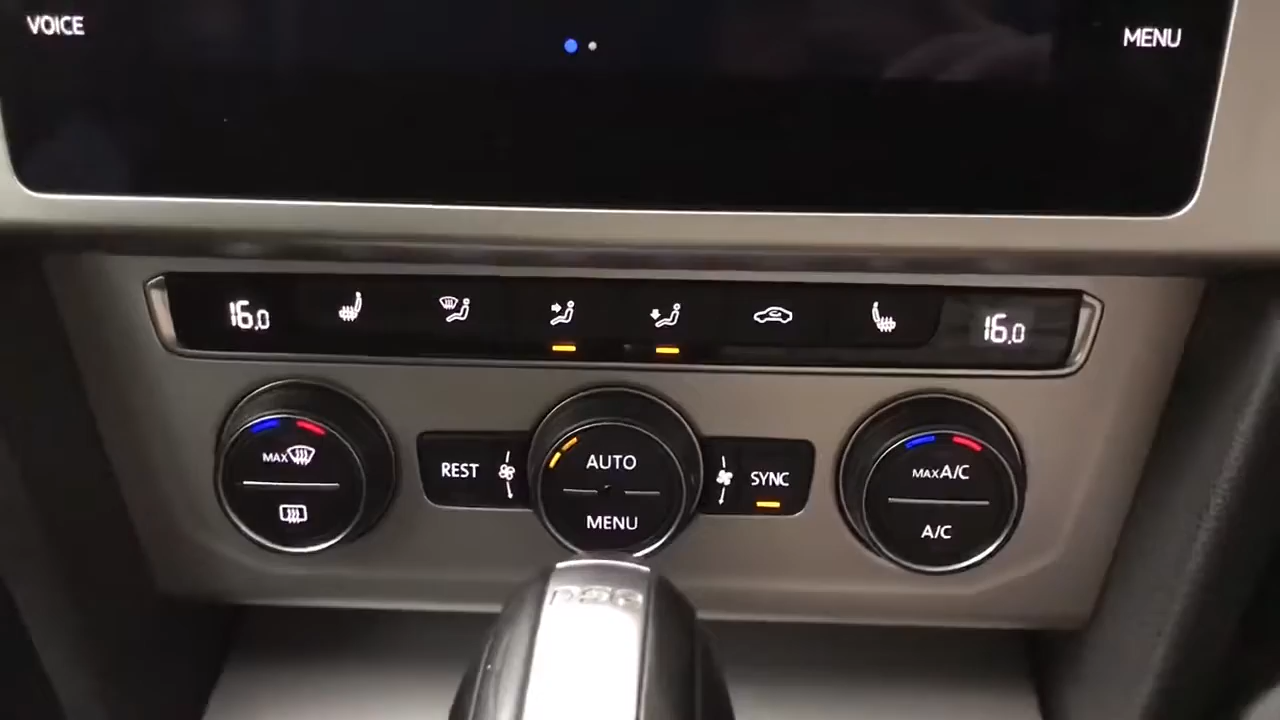 VOICE
MENU
16.0
16.0
MAX
REST
AUTO
MENU
SYNC
MAX A/C
A/C
DSG